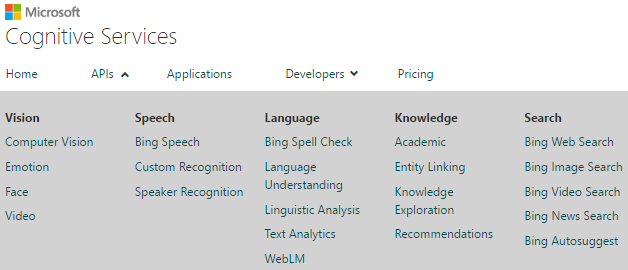 Microsoft
Cognitive Services
Home APIs Applications Developers Pricing
Vision
Computer Vision
Emotion
Face
Video
Speech
Bing Speech
Custom Recognition
Speaker Recognition
Language
Bing Spell Check
Language
Understanding
Linguistic Analysis
Text Analytics
WebLM
Knowledge
Academic
Entity Linking
Knowledge
Exploration
Recommendations
Search
Bing Web Search
Bing Image Search
Bing Video Search
Bing News Search
Bing Autosuggest